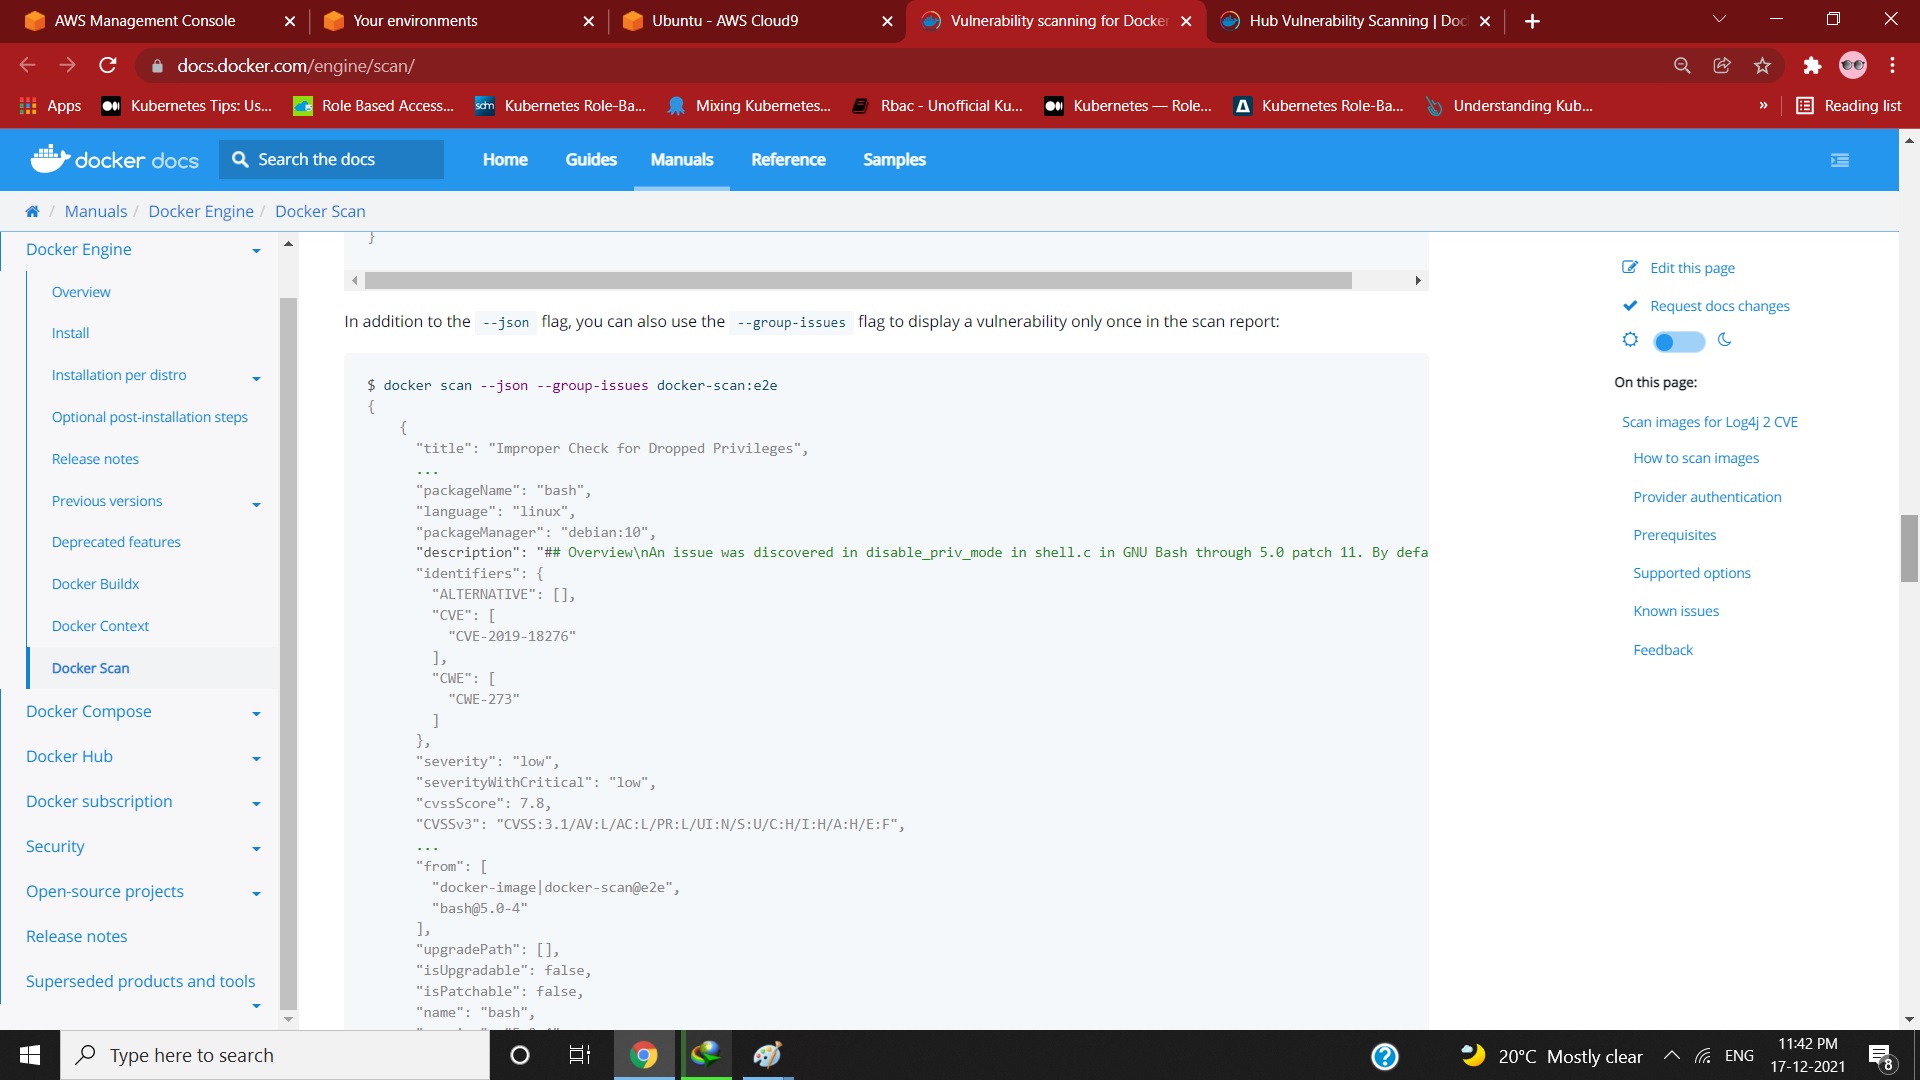 AWS Management Console
Your environments
Ubuntu - AWS Cloud9
Vulnerability scanning for Docker
Hub Vulnerability Scanning | Doc
docs.docker.com/engine/scan/
Apps
Kubernetes Tips: Us...
Role Based Access...
sdm
Kubernetes Role-Ba...
Mixing Kubernetes...
Rbac - Unofficial Ku...
Kubernetes — Role...
Kubernetes Role-Ba...
Understanding Kub...
»
Reading list
docker docs
Search the docs
Home
Guides
Manuals
Reference
Samples
/ Manuals / Docker Engine / Docker Scan
Docker Engine
Overview
Install
Installation per distro
Optional post-installation steps
Release notes
Previous versions
Deprecated features
Docker Buildx
Docker Context
Docker Scan
Docker Compose
Docker Hub
Docker subscription
Security
Open-source projects
Release notes
Superseded products and tools
}
In addition to the --json flag, you can also use the --group-issues flag to display a vulnerability only once in the scan report:
$ docker scan --json --group-issues docker-scan:e2e
{
{
"title": "Improper Check for Dropped Privileges",
...
"packageName": "bash",
"language": "linux",
"packageManager": "debian:10",
"description": "## Overview\nAn issue was discovered in disable_priv_mode in shell.c in GNU Bash through 5.0 patch 11. By defa
"identifiers": {
"ALTERNATIVE": [],
"CVE": [
"CVE-2019-18276"
],
"CWE": [
"CWE-273"
]
},
"severity": "low",
"severityWithCritical": "low",
"cvssScore": 7.8,
"CVSSv3": "CVSS:3.1/AV:L/AC:L/PR:L/UI:N/S:U/C:H/I:H/A:H/E:F",
...
"from": [
"docker-image|docker-scan@e2e",
"bash@5.0-4"
],
"upgradePath": [],
"isUpgradable": false,
"isPatchable": false,
"name": "bash",
Edit this page
Request docs changes
On this page:
Scan images for Log4j 2 CVE
How to scan images
Provider authentication
Prerequisites
Supported options
Known issues
Feedback
Type here to search
20°C Mostly clear
ENG
11:42 PM
17-12-2021
8